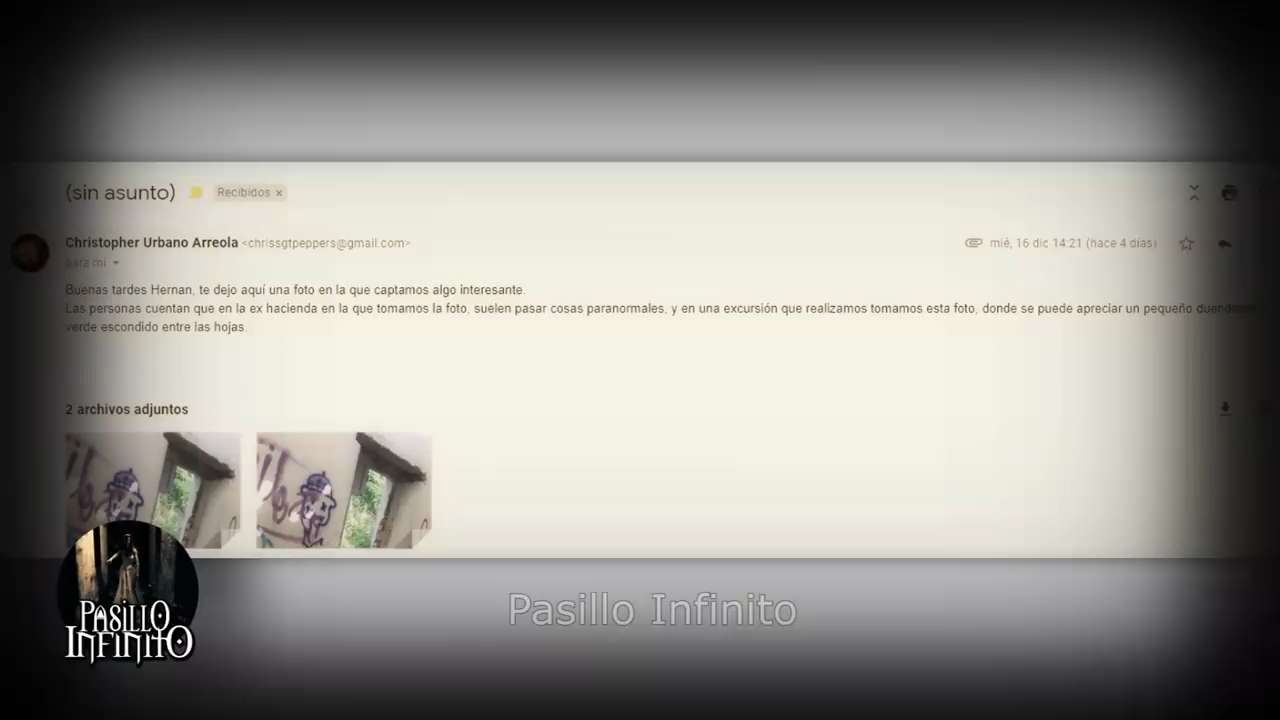 (sin asunto) Recibidos ×
Christopher Urbano Arreola <chrissgtpeppers@gmail.com> mié, 16 dic 14:21 (hace 4 días)
para mí
Buenas tardes Hernan, te dejo aquí una foto en la que captamos algo interesante.
Las personas cuentan que en la ex hacienda en la que tomamos la foto, suelen pasar cosas paranormales, y en una excursión que realizamos tomamos esta foto, donde se puede apreciar un pequeño
verde escondido entre las hojas.
2 archivos adjuntos
PASILLO
INFINITO
Pasillo Infinito